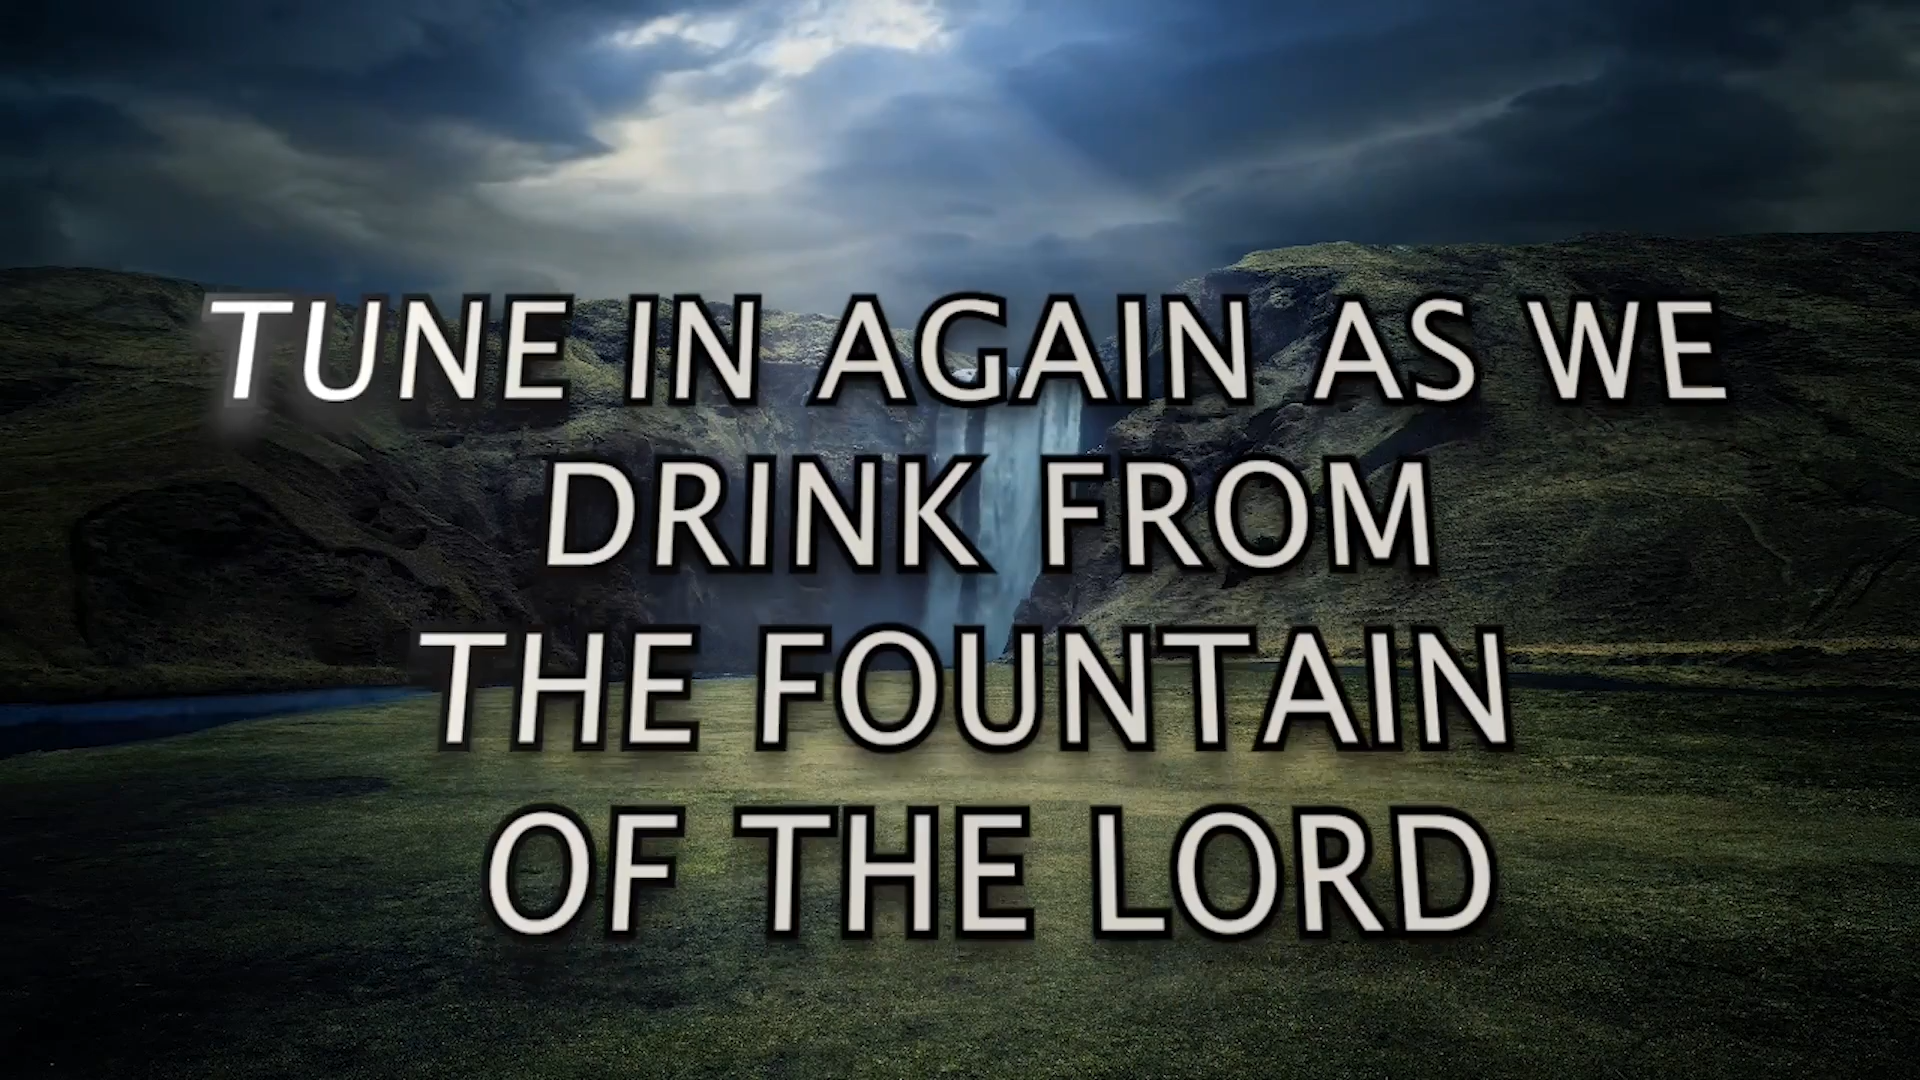 TUNE IN AGAIN AS WE
DRINK FROM
THE FOUNTAIN
OF THE LORD